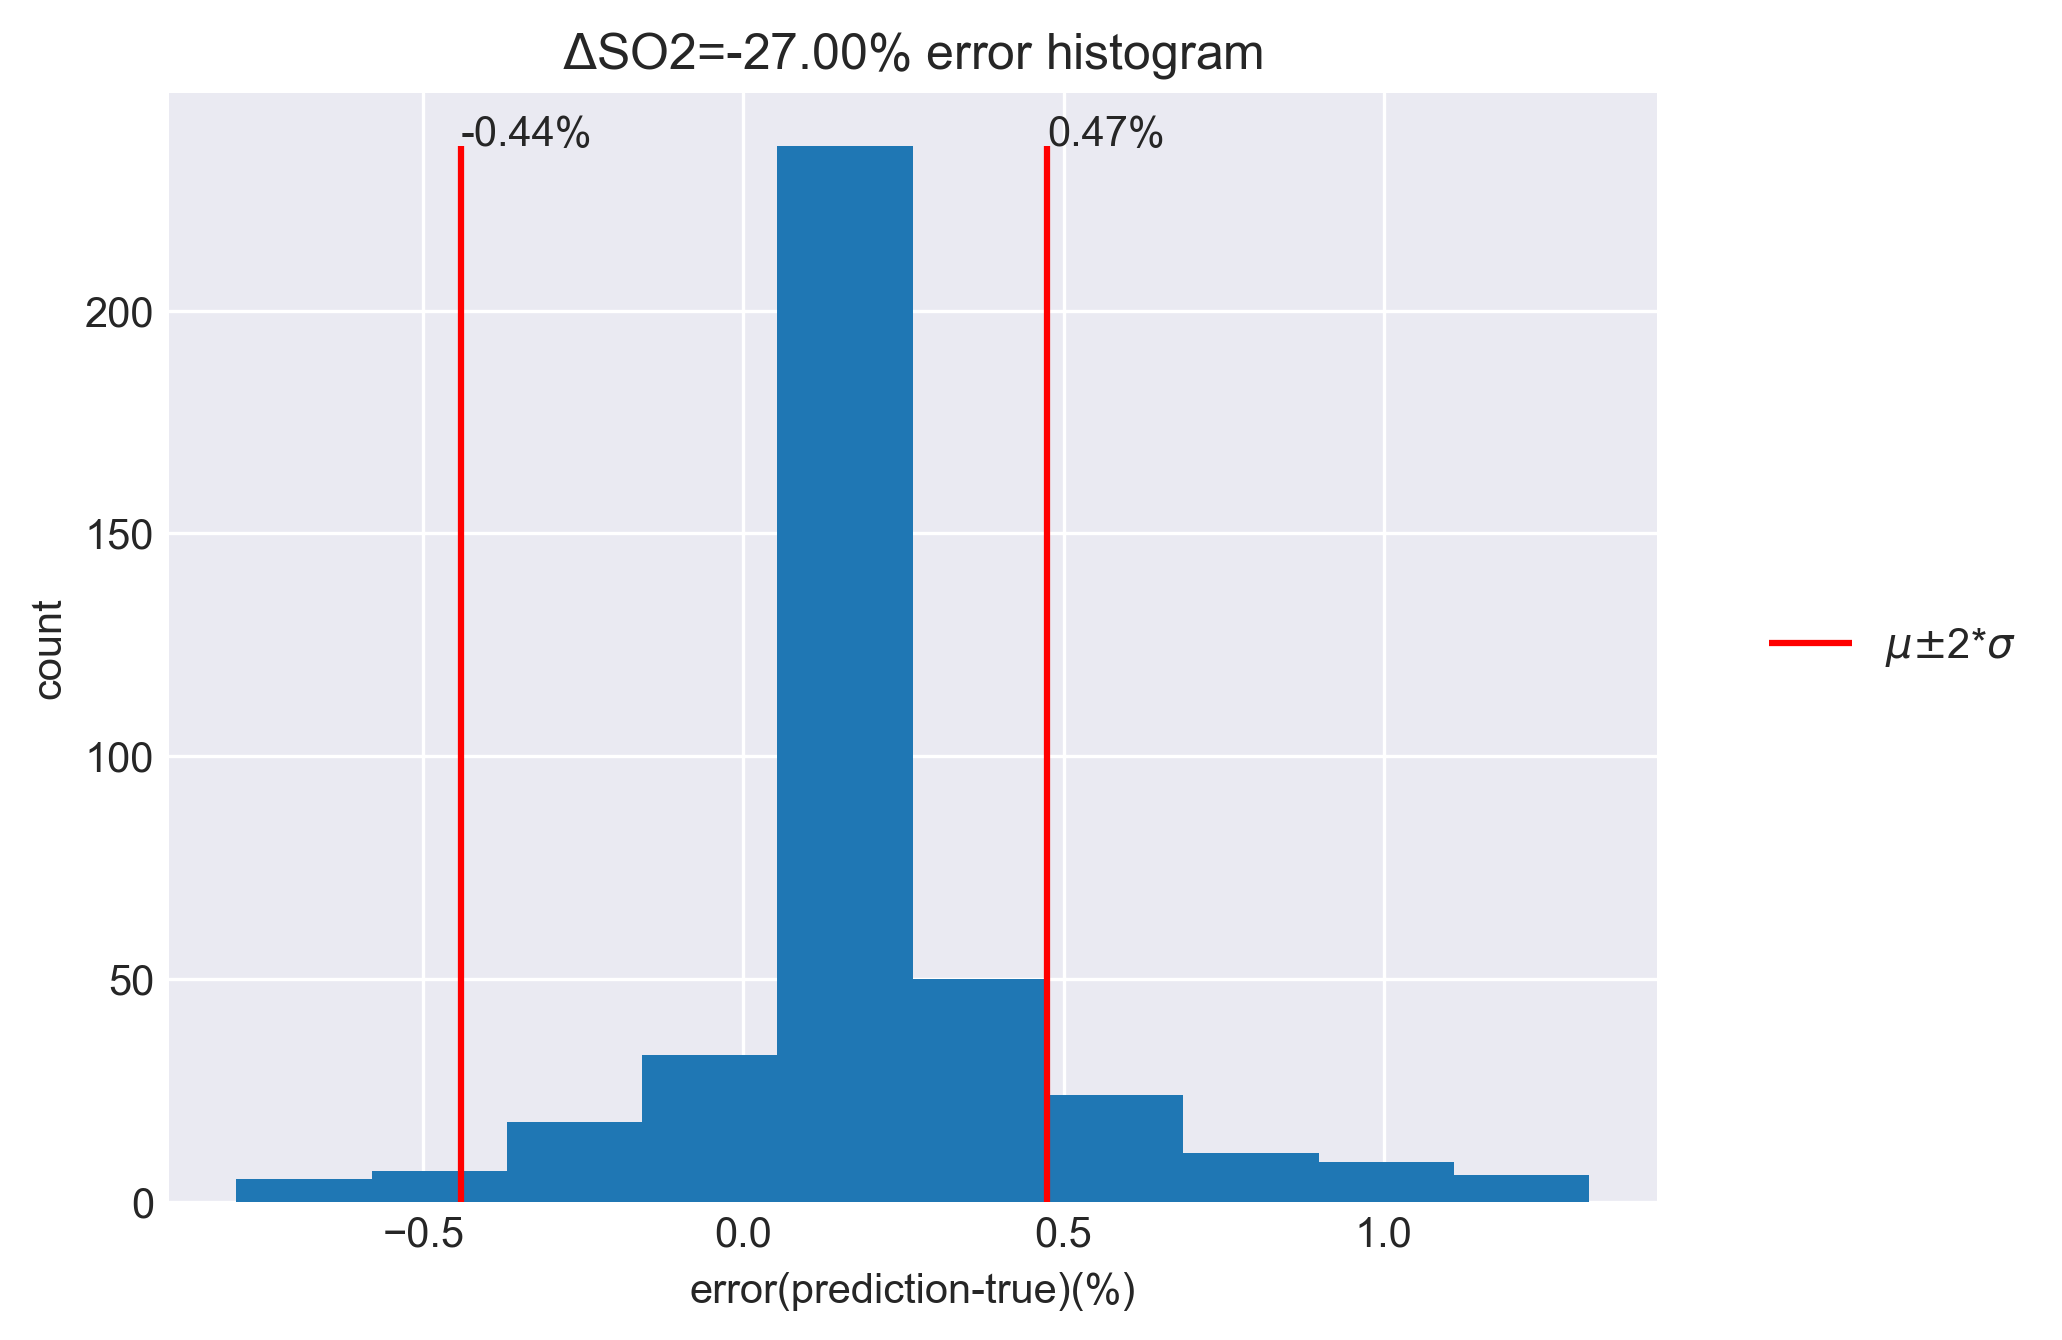 ΔSO2=-27.00% error histogram
-0.44%
0.47%
200
150
100
50
0
count
−0.5
0.0
0.5
1.0
error(prediction-true)(%)
μ±2*σ